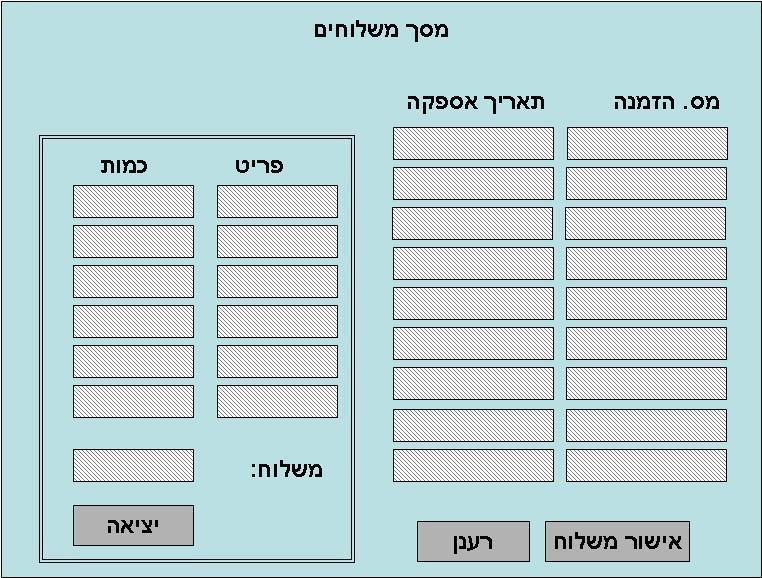 מסך משלוחים
מס. הזמנה תאריך אספקה
פריט כמות
משלוח:
יציאה
אישור משלוח רענן